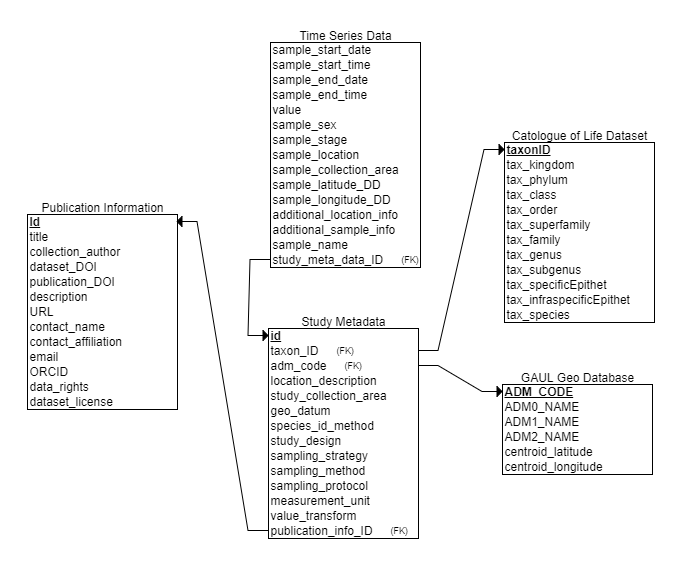 Time Series Data
sample_start_date
sample_start_time
sample_end_date
sample_end_time
value
sample_sex
sample_stage
sample_location
sample_collection_area
sample_latitude_DD
sample_longitude_DD
additional_location_info
additional_sample_info
sample_name
study_meta_data_ID (FK)
Catologue of Life Dataset
taxonID
tax_kingdom
tax_phylum
tax_class
tax_order
tax_superfamily
tax_family
tax_genus
tax_subgenus
tax_specificEpithet
tax_infraspecificEpithet
tax_species
Publication Information
Id
title
collection_author
dataset_DOI
publication_DOI
description
URL
contact_name
contact_affiliation
email
ORCID
data_rights
dataset_license
Study Metadata
id
taxon_ID (FK)
adm_code (FK)
location_description
study_collection_area
geo_datum
species_id_method
study_design
sampling_strategy
sampling_method
sampling_protocol
measurement_unit
value_transform
publication_info_ID (FK)
GAUL Geo Database
ADM_CODE
ADM0_NAME
ADM1_NAME
ADM2_NAME
centroid_latitude
centroid_longitude